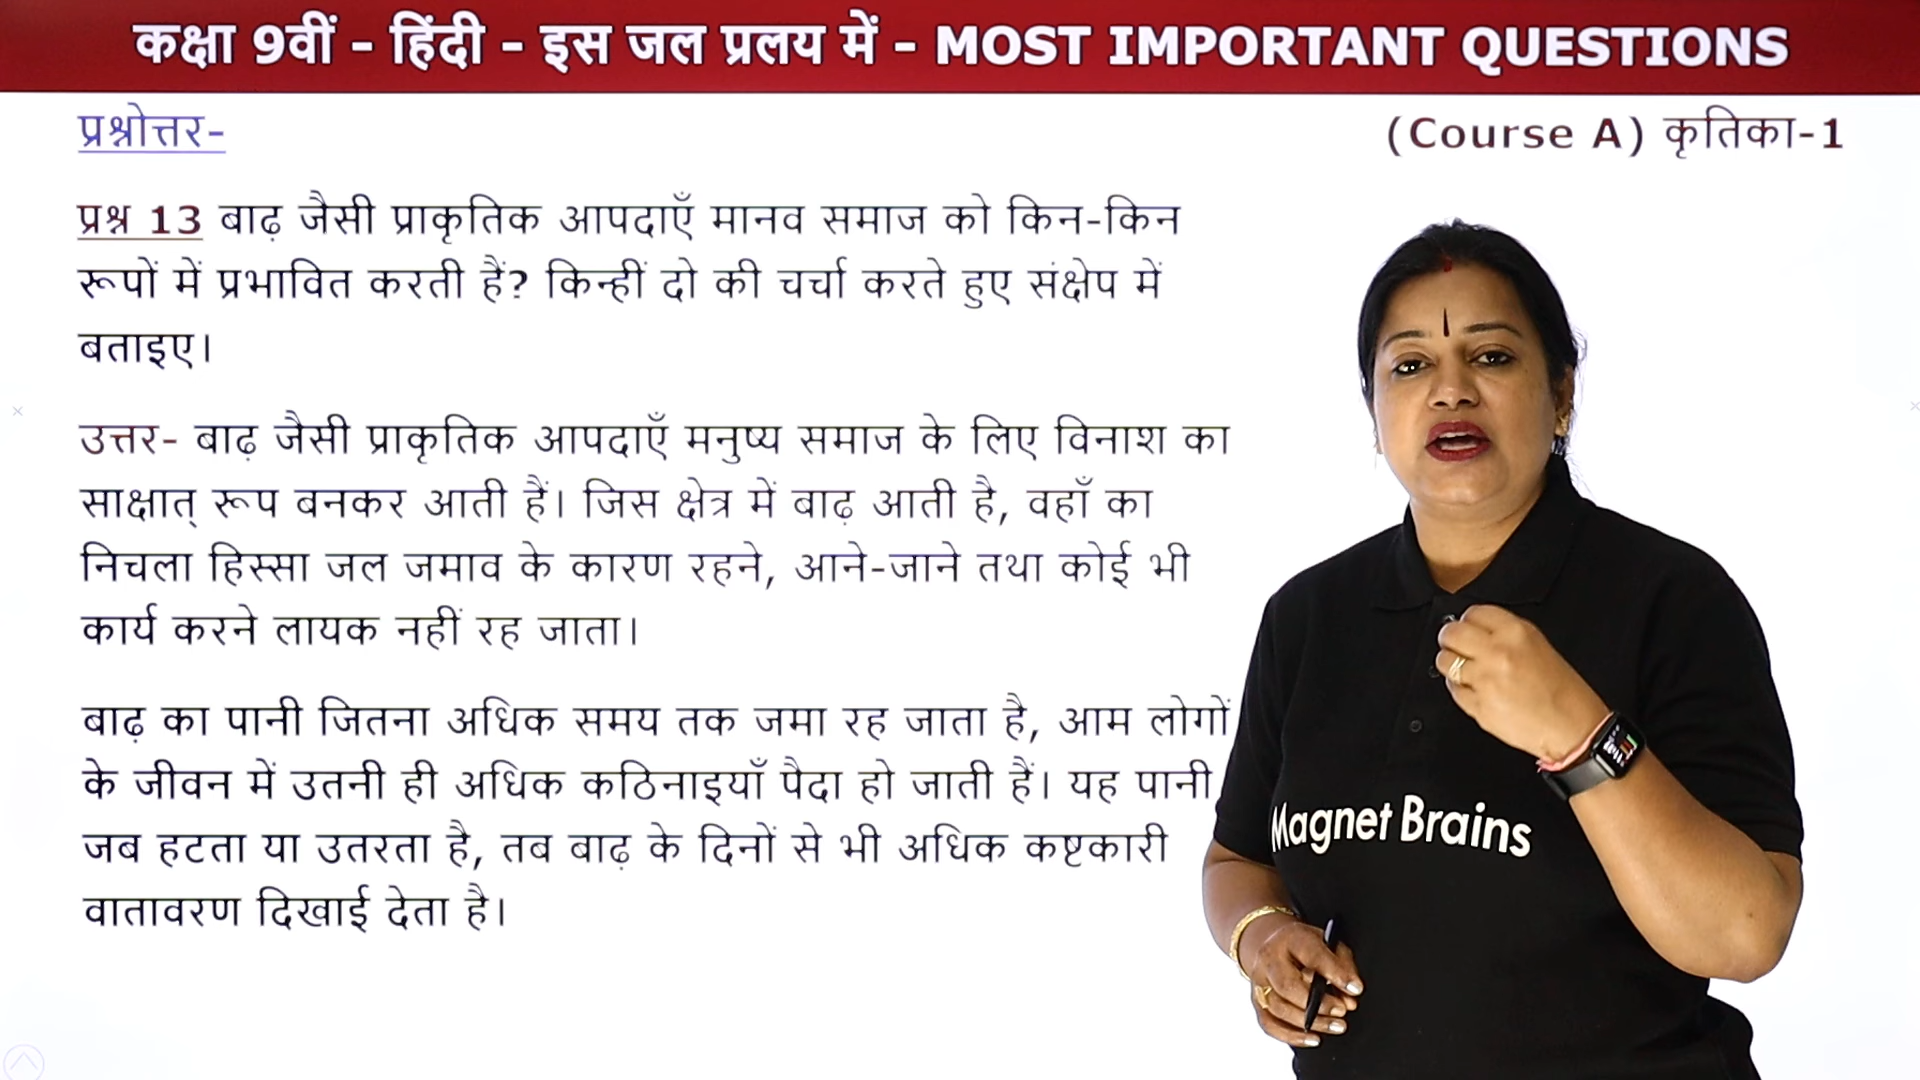 कक्षा 9वीं - हिंदी - इस जल प्रलय में - MOST IMPORTANT QUESTIONS
प्रश्नोत्तर-
(Course A) कृतिका-1
प्रश्न 13 बाढ़ जैसी प्राकृतिक आपदाएँ मानव समाज को किन-किन
रूपों में प्रभावित करती हैं? किन्हीं दो की चर्चा करते हुए संक्षेप में
बताइए।
उत्तर- बाढ़ जैसी प्राकृतिक आपदाएँ मनुष्य समाज के लिए विनाश का
साक्षात् रूप बनकर आती हैं। जिस क्षेत्र में बाढ़ आती है, वहाँ का
निचला हिस्सा जल जमाव के कारण रहने, आने-जाने तथा कोई भी
कार्य करने लायक नहीं रह जाता।
बाढ़ का पानी जितना अधिक समय तक जमा रह जाता है, आम लोगों
के जीवन में उतनी ही अधिक कठिनाइयाँ पैदा हो जाती हैं। यह पानी
जब हटता या उतरता है, तब बाढ़ के दिनों से भी अधिक कष्टकारी
वातावरण दिखाई देता है।
Magnet Brains